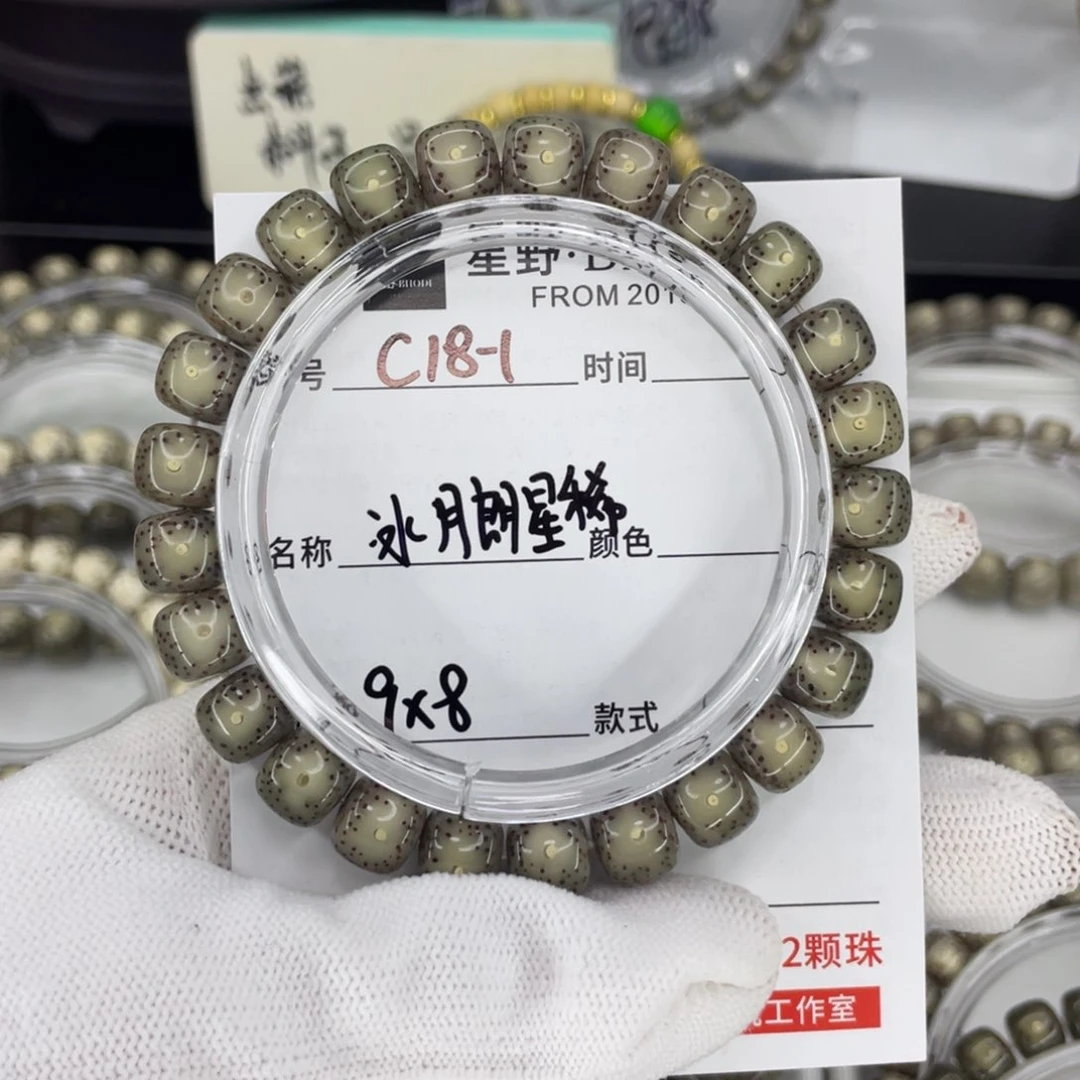 星野·
FROM 201
号 C18-1 时间
名称 冰月朗星稀 颜色
9x8 款式
2颗珠
工作室